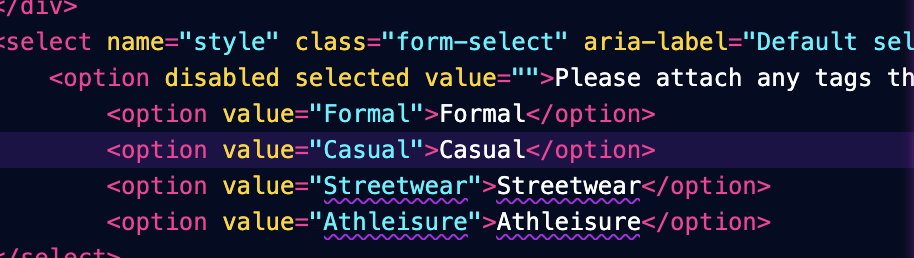 </div>
<select name="style" class="form-select" aria-label="Default sel
<option disabled selected value="">Please attach any tags th
<option value="Formal">Formal</option>
<option value="Casual">Casual</option>
<option value="Streetwear">Streetwear</option>
<option value="Athleisure">Athleisure</option>
</select>